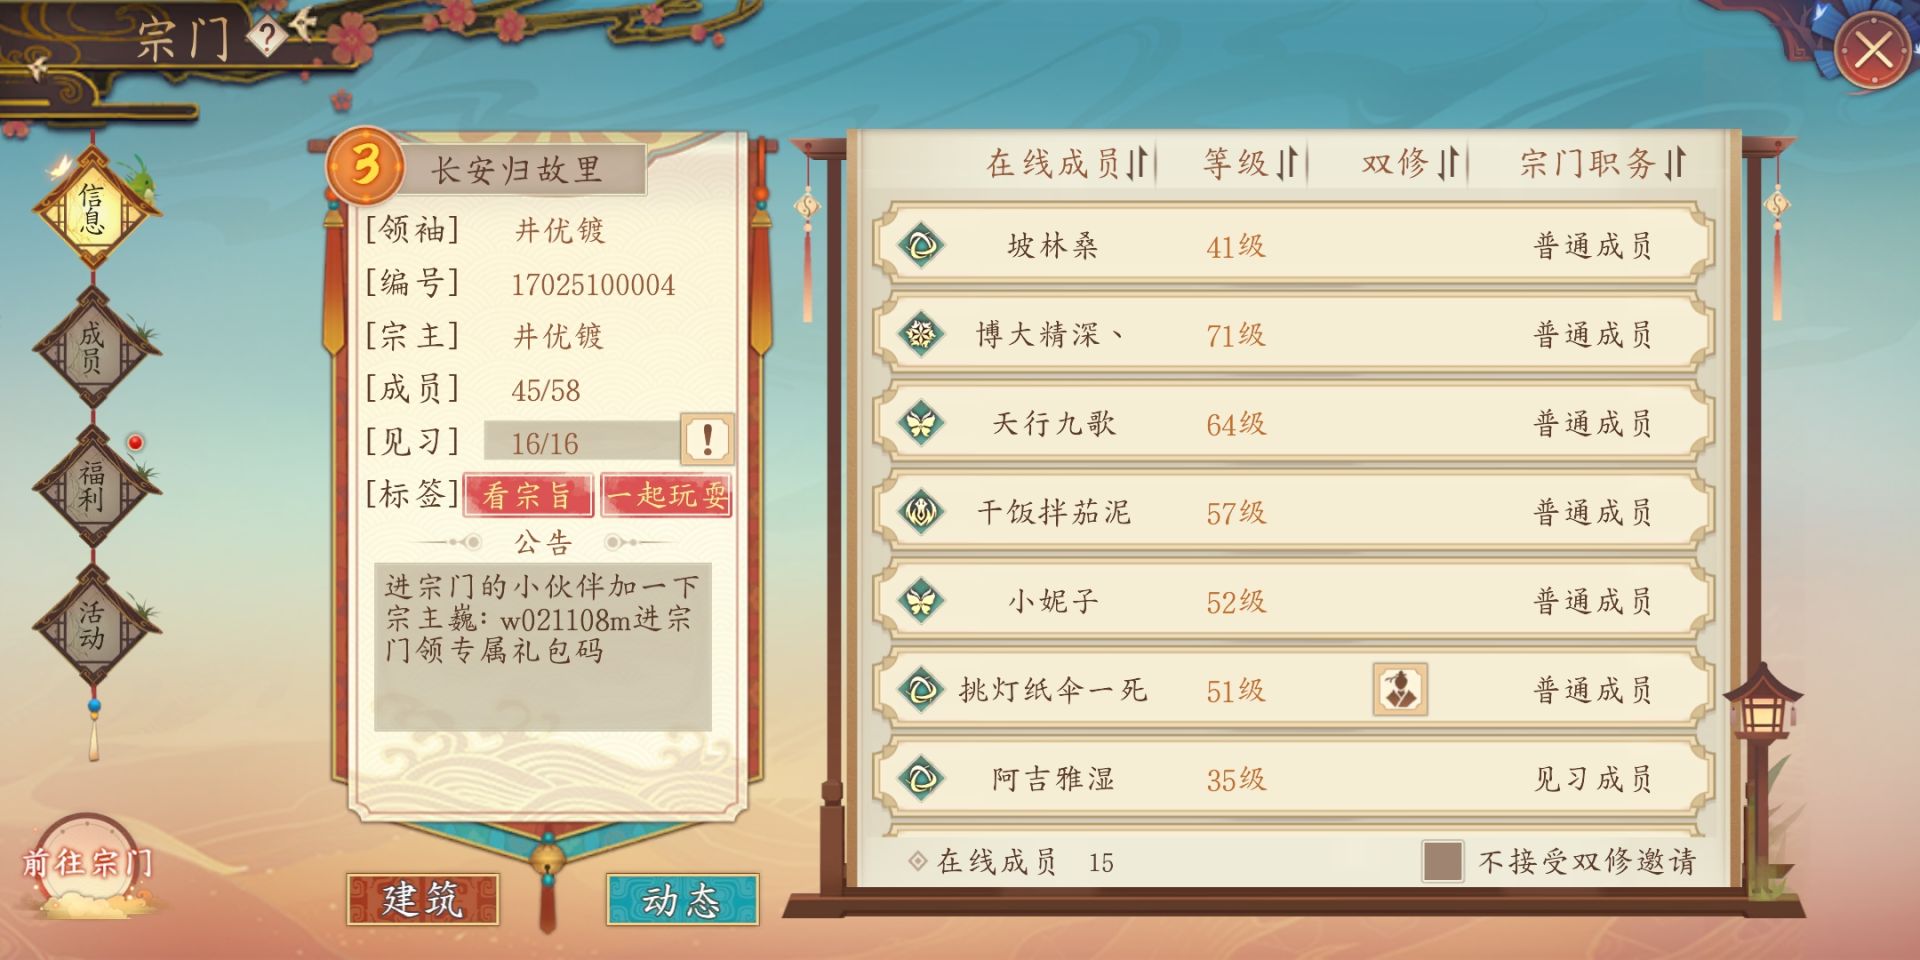 宗门 ?
信息
成员
福利
活动
前往宗门
3 长安归故里
[领袖] 井优镀
[编号] 17025100004
[宗主] 井优镀
[成员] 45/58
[见习] 16/16 !
[标签] 看宗旨 一起玩耍
公告
进宗门的小伙伴加一下
宗主巍: w021108m进宗
门领专属礼包码
建筑 动态
在线成员 等级 双修 宗门职务
坡林桑 41级 普通成员
博大精深丶 71级 普通成员
天行九歌 64级 普通成员
干饭拌茄泥 57级 普通成员
小妮子 52级 普通成员
挑灯纸伞一死 51级 普通成员
阿吉雅湿 35级 见习成员
在线成员 15 不接受双修邀请